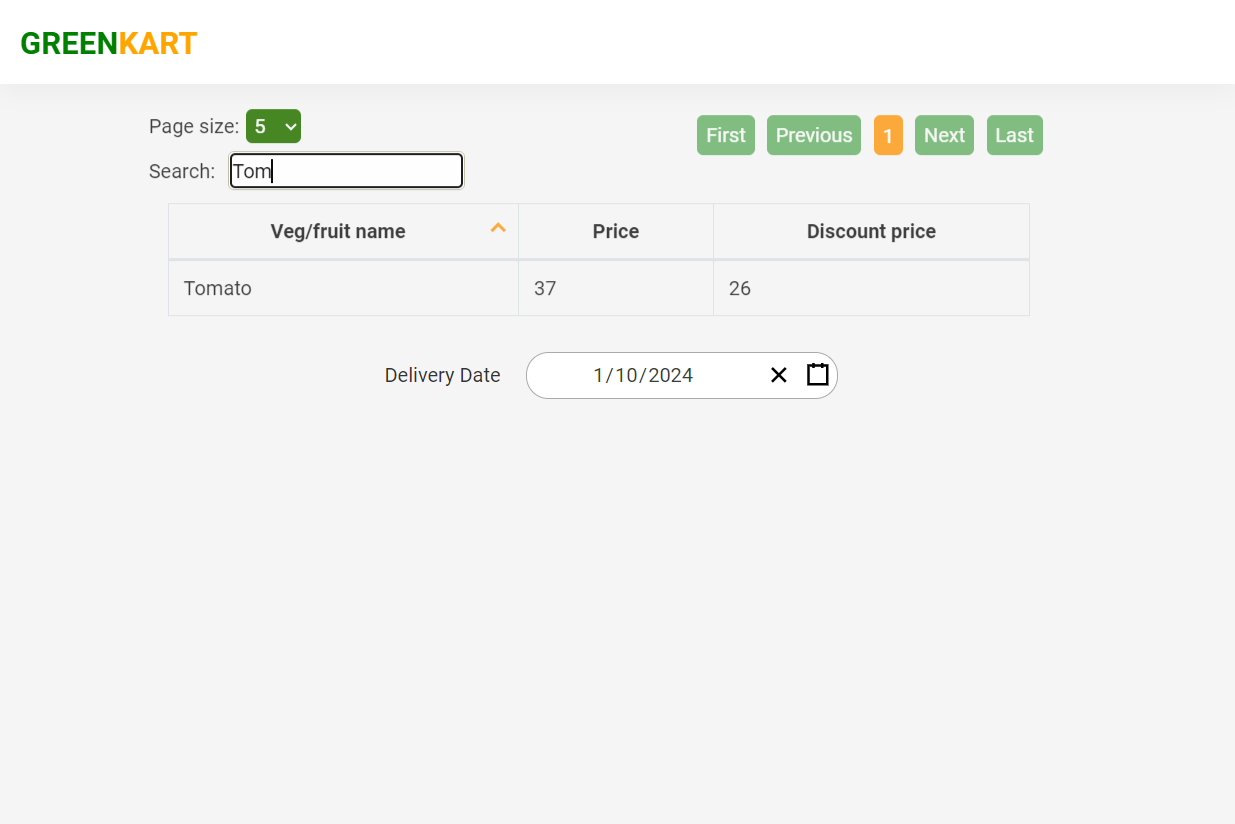 GREENKART
Page size: 5
First Previous 1 Next Last
Search: Tom
Veg/fruit name Price Discount price
Tomato 37 26
Delivery Date 1/10/2024